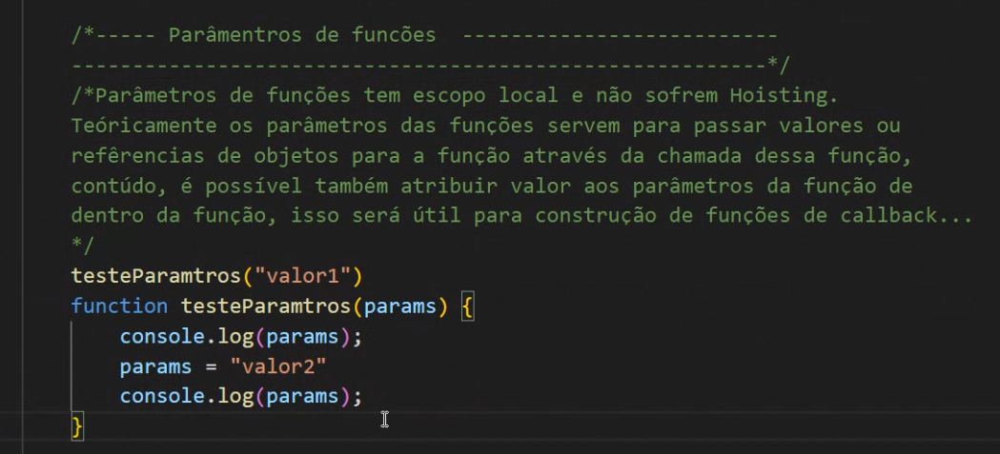 /*----- Parâmentros de funcões  --------------------------
---------------------------------------------------------*/
/*Parâmetros de funções tem escopo local e não sofrem Hoisting.
Teóricamente os parâmetros das funções servem para passar valores ou
refêrencias de objetos para a função através da chamada dessa função,
contúdo, é possível também atribuir valor aos parâmetros da função de
dentro da função, isso será útil para construção de funções de callback...
*/
testeParamtros("valor1")
function testeParamtros(params) {
    console.log(params);
    params = "valor2"
    console.log(params);
}